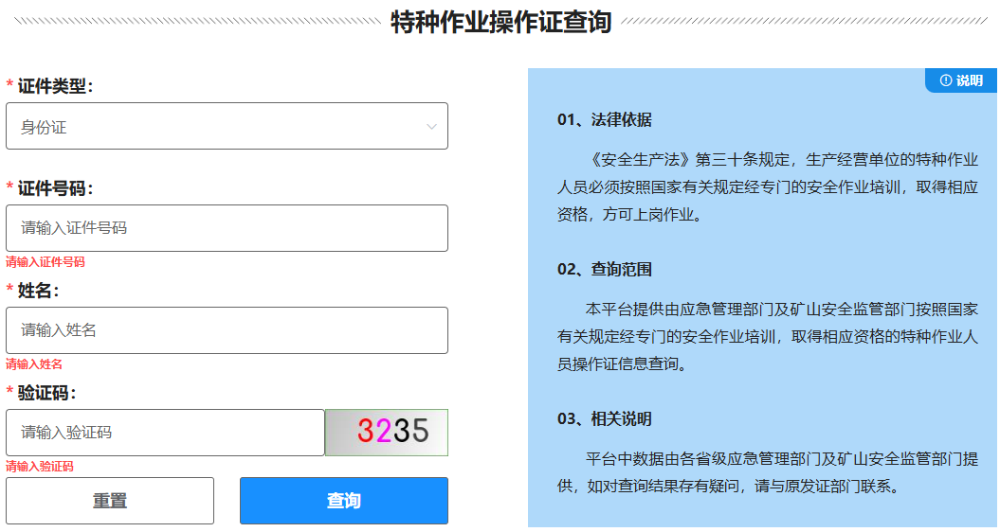 特种作业操作证查询
* 证件类型:
身份证
* 证件号码:
请输入证件号码
请输入证件号码
* 姓名:
请输入姓名
请输入姓名
* 验证码:
请输入验证码
3235
请输入验证码
重置
查询
说明
01、法律依据
《安全生产法》第三十条规定，生产经营单位的特种作业
人员必须按照国家有关规定经专门的安全作业培训，取得相应
资格，方可上岗作业。
02、查询范围
本平台提供由应急管理部门及矿山安全监管部门按照国家
有关规定经专门的安全作业培训，取得相应资格的特种作业人
员操作证信息查询。
03、相关说明
平台中数据由各省级应急管理部门及矿山安全监管部门提
供，如对查询结果存有疑问，请与原发证部门联系。